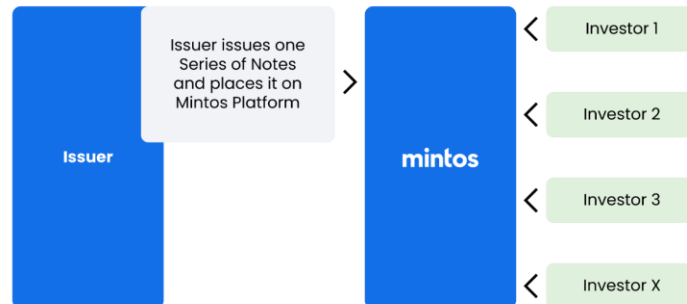 Issuer issues one
Series of Notes
and places it on
Mintos Platform
Issuer
mintos
Investor 1
Investor 2
Investor 3
Investor X